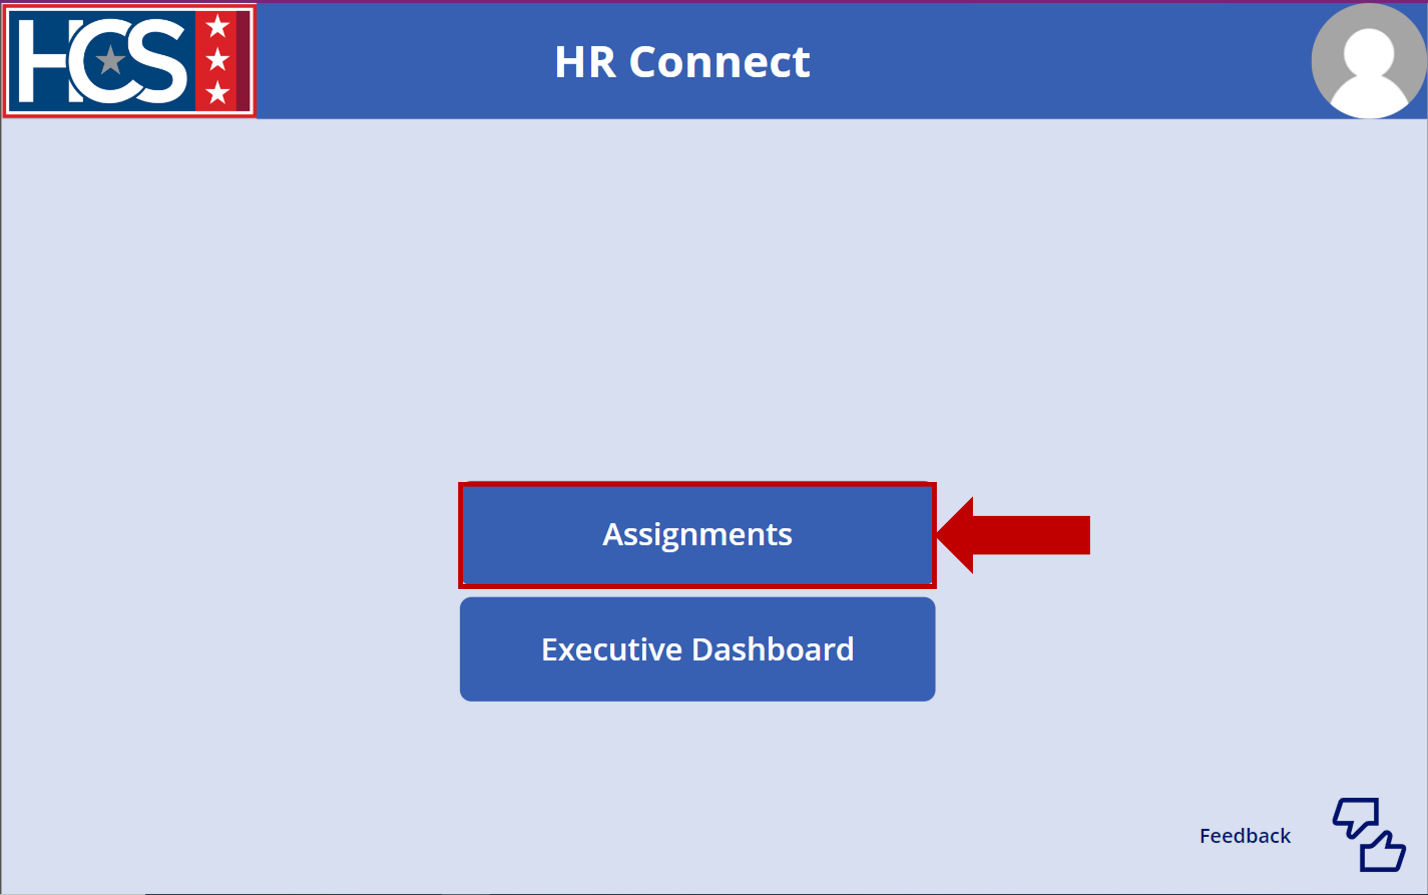 HCS
HR Connect
Assignments
Executive Dashboard
Feedback